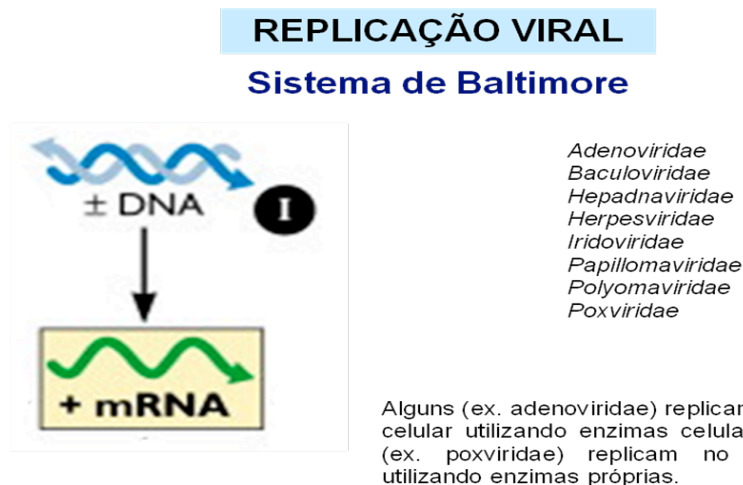 REPLICAÇÃO VIRAL
Sistema de Baltimore
± DNA
I
+ mRNA
Adenoviridae
Baculoviridae
Hepadnaviridae
Herpesviridae
Iridoviridae
Papillomaviridae
Polyomaviridae
Poxviridae
Alguns (ex. adenoviridae) replicam
celular utilizando enzimas
(ex. poxviridae) replicam no
utilizando enzimas próprias.